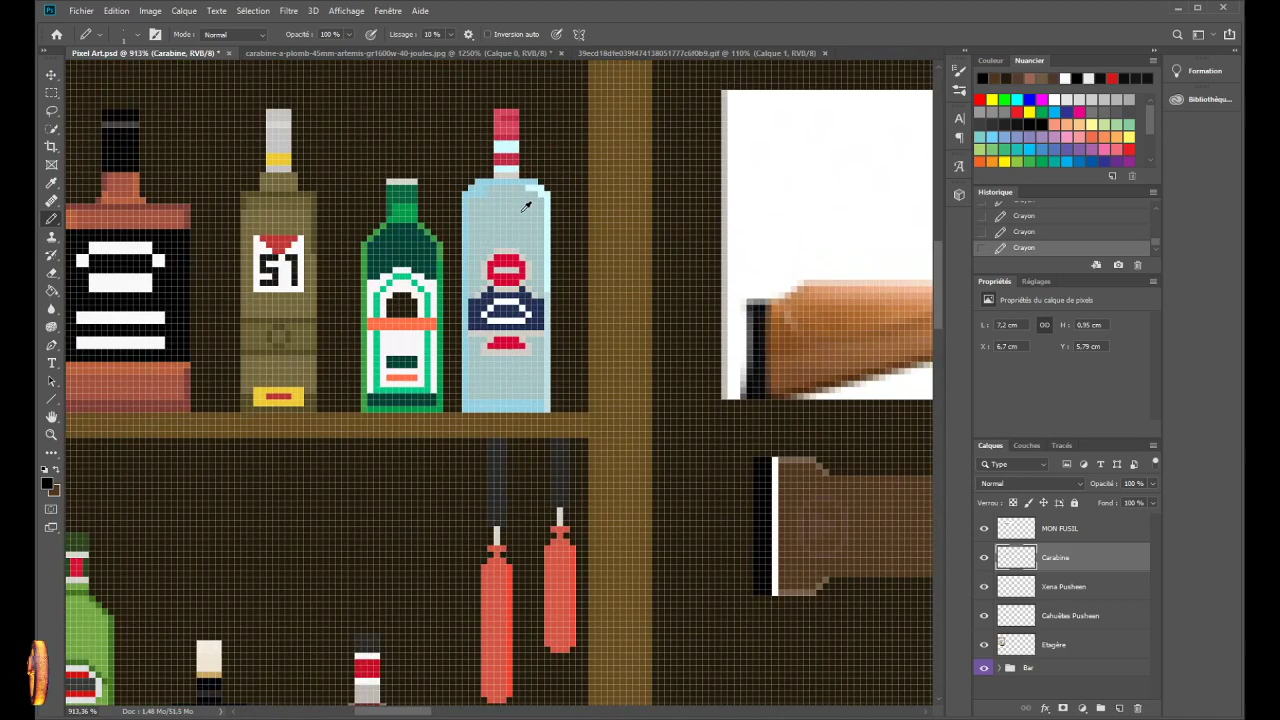 Ps Fichier Edition Image Calque Texte Sélection Filtre 3D Affichage Fenêtre Aide
Mode : Normal Opacité : 100 % Lissage : 10 % Inversion auto
Pixel Art.psd @ 913% (Carabine, RVB/8) * × carabine-a-plomb-45mm-artemis-gr1600w-40-joules.jpg @ 1250% (Calque 0, RVB/8) * × 39ecd18dfe039f474138051777c6f0b9.gif @ 110% (Calque 1, RVB/8) ×
Couleur Nuancier
Formation
Bibliothèqu...
Historique
Crayon
Crayon
Crayon
Propriétés Réglages
Propriétés du calque de pixels
L : 7,2 cm H : 0,95 cm
X : 6,7 cm Y : 5,79 cm
Calques Couches Tracés
Type
Normal Opacité : 100 %
Verrou : Fond : 100 %
MON FUSIL
Carabine
Xena Pusheen
Cahuètes Pusheen
Etagère
Bar
51
913,36 % Doc : 1,48 Mo/51,5 Mo